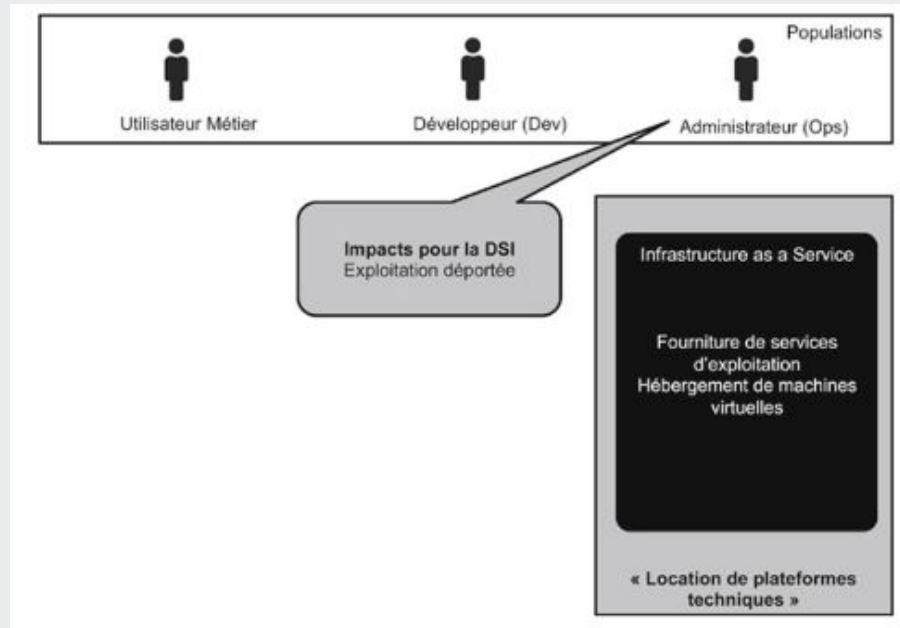 Populations
Utilisateur Métier
Développeur (Dev)
Administrateur (Ops)
Impacts pour la DSI
Exploitation déportée
Infrastructure as a Service
Fourniture de services
d'exploitation
Hébergement de machines
virtuelles
« Location de plateformes
techniques »